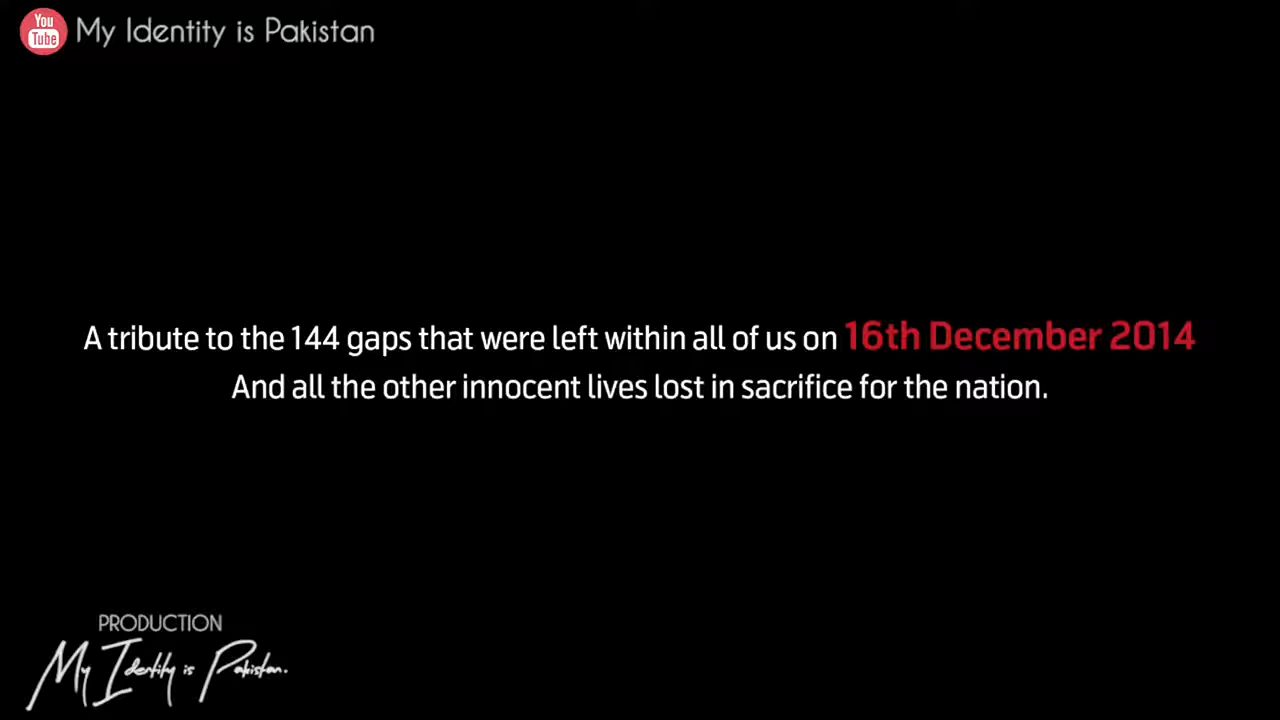 You
Tube
My Identity is Pakistan
A tribute to the 144 gaps that were left within all of us on 16th December 2014
And all the other innocent lives lost in sacrifice for the nation.
PRODUCTION
My Identity is Pakistan.